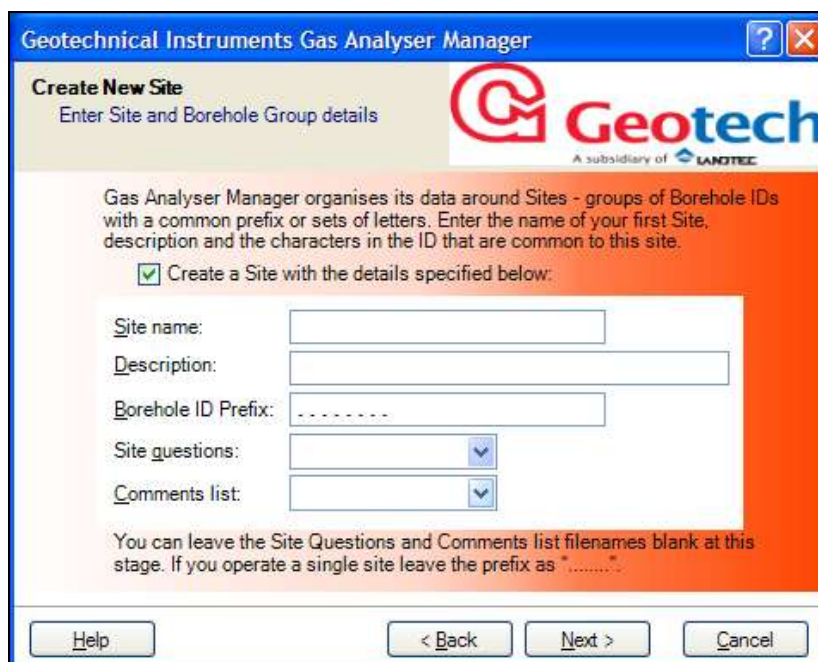 Geotechnical Instruments Gas Analyser Manager
?
Create New Site
Enter Site and Borehole Group details
Geotech
A subsidiary of LANDTEC
Gas Analyser Manager organises its data around Sites - groups of Borehole IDs
with a common prefix or sets of letters. Enter the name of your first Site,
description and the characters in the ID that are common to this site.
Create a Site with the details specified below:
Site name:
Description:
Borehole ID Prefix: ........
Site questions:
Comments list:
You can leave the Site Questions and Comments list filenames blank at this
stage. If you operate a single site leave the prefix as "........".
Help
< Back
Next >
Cancel